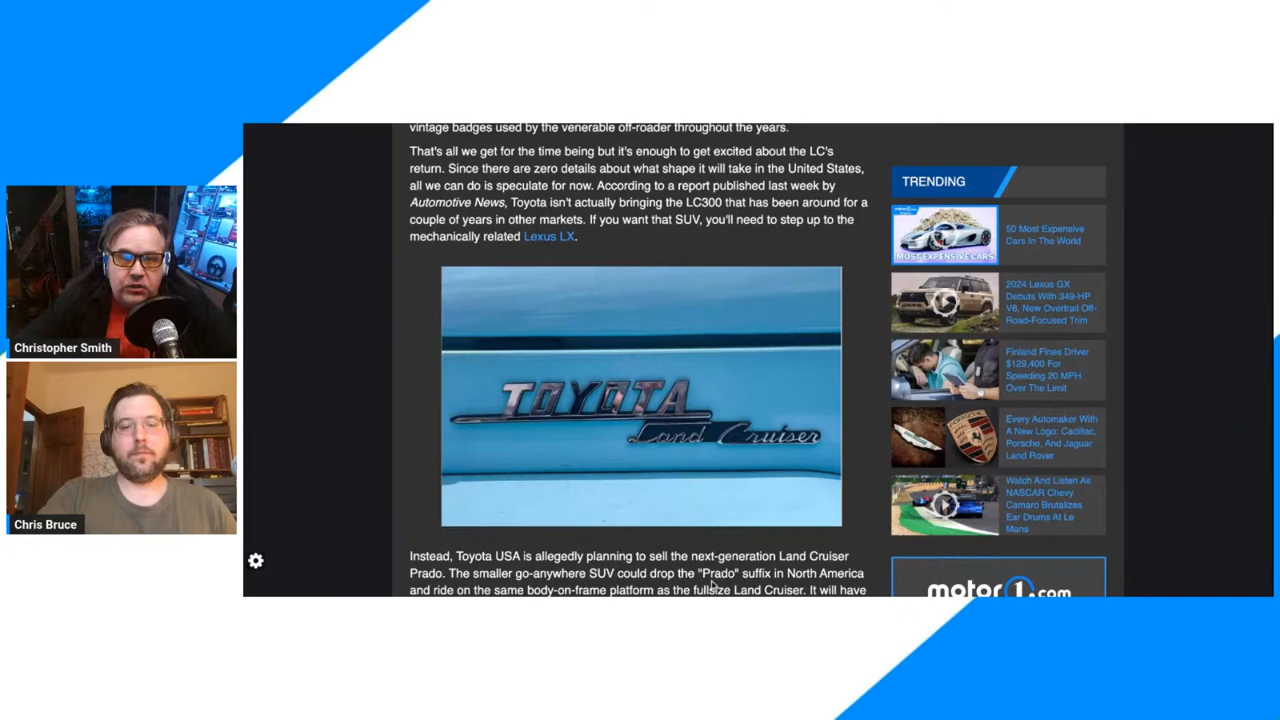 vintage badges used by the venerable off-roader throughout the years.
That's all we get for the time being but it's enough to get excited about the LC's
return. Since there are zero details about what shape it will take in the United States,
all we can do is speculate for now. According to a report published last week by
Automotive News, Toyota isn't actually bringing the LC300 that has been around for a
couple of years in other markets. If you want that SUV, you'll need to step up to the
mechanically related Lexus LX.
TOYOTA
Land Cruiser
Instead, Toyota USA is allegedly planning to sell the next-generation Land Cruiser
Prado. The smaller go-anywhere SUV could drop the "Prado" suffix in North America
and ride on the same body-on-frame platform as the fullsize Land Cruiser. It will have
TRENDING
MOST EXPENSIVE CARS
50 Most Expensive
Cars In The World
2024 Lexus GX
Debuts With 349-HP
V6, New Overtrail Off-
Road-Focused Trim
Finland Fines Driver
$129,400 For
Speeding 20 MPH
Over The Limit
Every Automaker With
A New Logo: Cadillac,
Porsche, And Jaguar
Land Rover
Watch And Listen As
NASCAR Chevy
Camaro Brutalizes
Ear Drums At Le
Mans
motor1.com
Christopher Smith
Chris Bruce